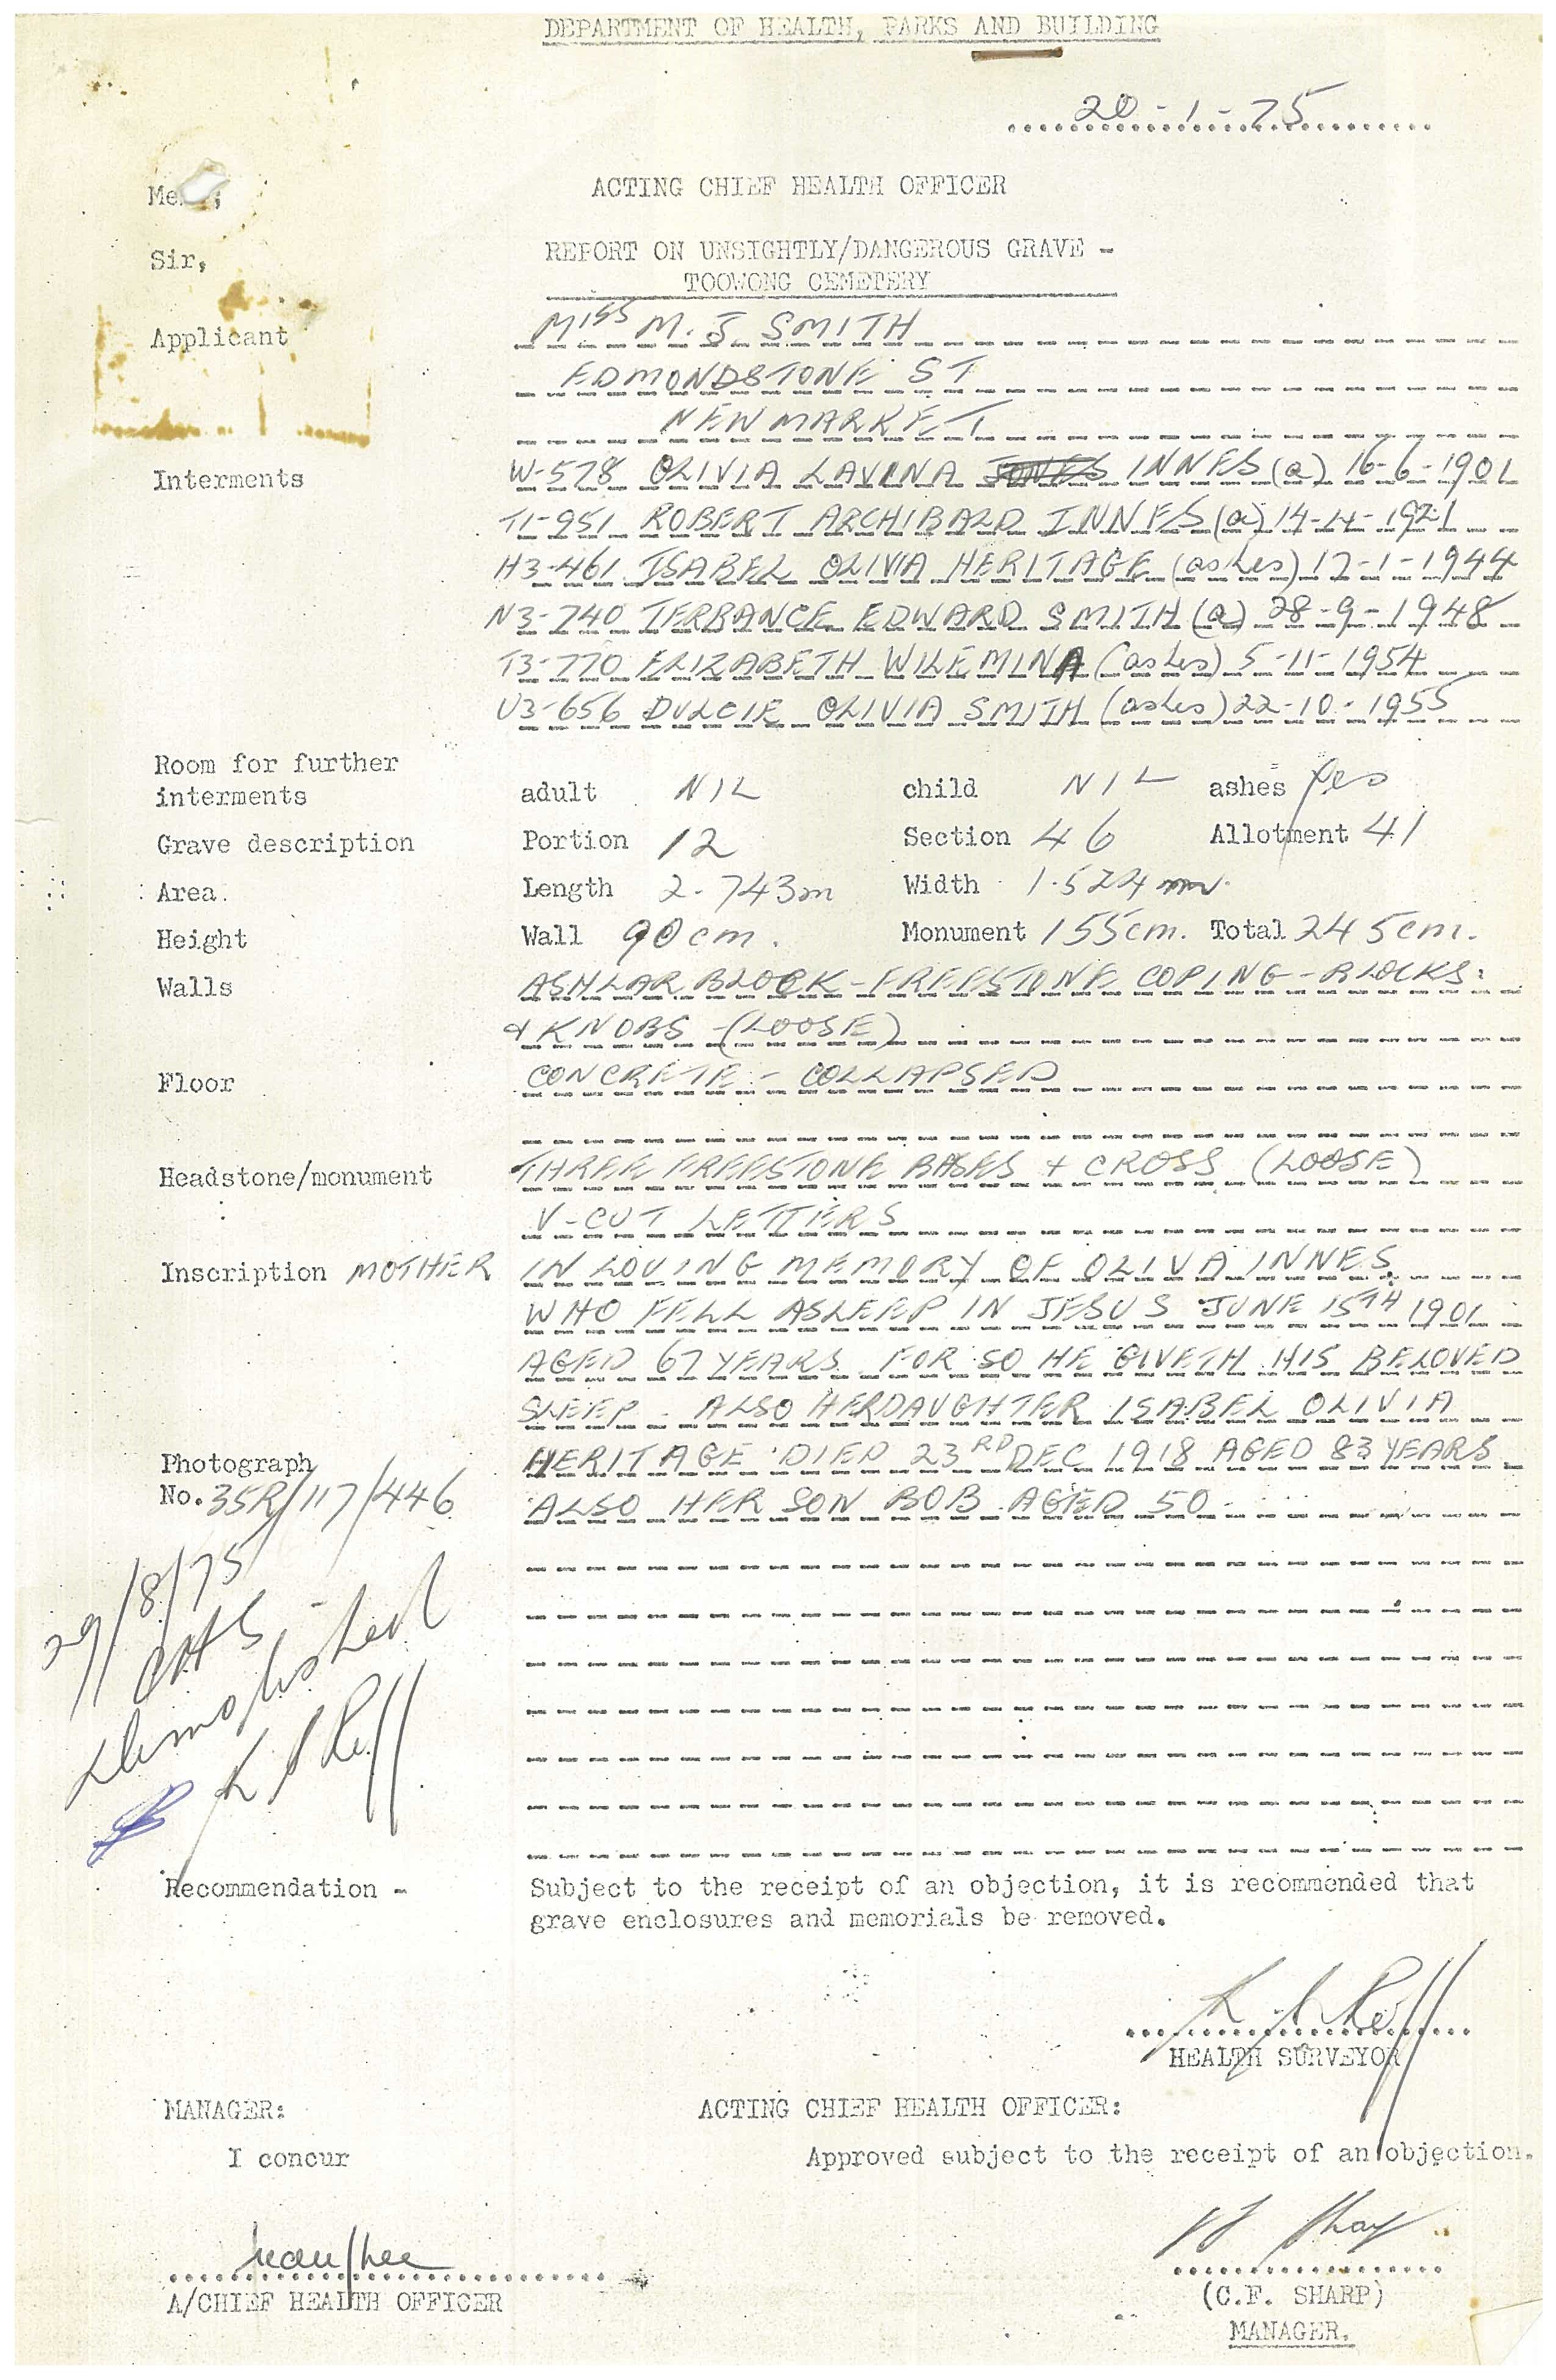 DEPARTMENT OF HEALTH, PARKS AND BUILDING
20-1-75
ACTING CHIEF HEALTH OFFICER
Sir,
REPORT ON UNSIGHTLY/DANGEROUS GRAVE -
TOOWONG CEMETERY
Applicant MISS M. J SMITH
EDMONDSTONE ST
NEWMARKET
Interments W-578 OLIVIA LAVINA INNES (a) 16-6-1901
T1-951 ROBERT ARCHIBALD INNES (a) 14-4-1921
H3-461 ISABEL OLIVIA HERITAGE (ashes) 17-1-1944
N3-740 TERRANCE EDWARD SMITH (a) 28-9-1948
T3-770 ELIZABETH WILEMINA (ashes) 5-11-1954
U3-656 DULCIE OLIVIA SMITH (ashes) 22-10-1955
Room for further
interments adult NIL child NIL ashes yes
Grave description Portion 12 Section 46 Allotment 41
Area. Length 2.743m Width 1.524m.
Height Wall 90cm. Monument 155cm. Total 245cm.
Walls ASHLAR BLOCK - FREESTONE COPING - BLOCKS
& KNOBS - (LOOSE)
Floor CONCRETE - COLLAPSED
Headstone/monument THREE FREESTONE BASES + CROSS (LOOSE)
V-CUT LETTERS
Inscription MOTHER IN LOVING MEMORY OF OLIVA INNES
WHO FELL ASLEEP IN JESUS JUNE 15TH 1901
AGED 67 YEARS FOR SO HE GIVETH HIS BELOVED
SLEEP. ALSO HER DAUGHTER ISABEL OLIVIA
HERITAGE DIED 23RD DEC 1918 AGED 83 YEARS
ALSO HER SON BOB AGED 50
Photograph
No. 35R/117/446
29/8/75
demolished
Recommendation - Subject to the receipt of an objection, it is recommended that
grave enclosures and memorials be removed.
HEALTH SURVEYOR
MANAGER: ACTING CHIEF HEALTH OFFICER:
I concur Approved subject to the receipt of an objection.
A/CHIEF HEALTH OFFICER
(C.F. SHARP)
MANAGER.